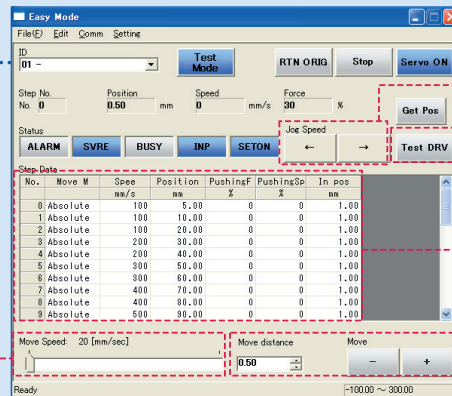 Easy Mode
File(F) Edit Comm Setting
ID
01 -
Test Mode
RTN ORIG Stop Servo ON
Step No. Position Speed Force
No. 0 0.50 mm 0 mm/s 30 %
Get Pos
Status
Jog Speed
ALARM SVRE BUSY INP SETON ← → Test DRV
Step Data
No. Move M Spee Position PushingF PushingSp In pos
mm/s mm % % mm
0 Absolute 100 5.00 0 0 1.00
1 Absolute 100 10.00 0 0 1.00
2 Absolute 100 20.00 0 0 1.00
3 Absolute 200 30.00 0 0 1.00
4 Absolute 200 40.00 0 0 1.00
5 Absolute 300 50.00 0 0 1.00
6 Absolute 300 60.00 0 0 1.00
7 Absolute 400 70.00 0 0 1.00
8 Absolute 400 80.00 0 0 1.00
9 Absolute 500 90.00 0 0 1.00
Move Speed: 20 [mm/sec] Move distance Move
0.50 - +
Ready -100.00 ~ 300.00